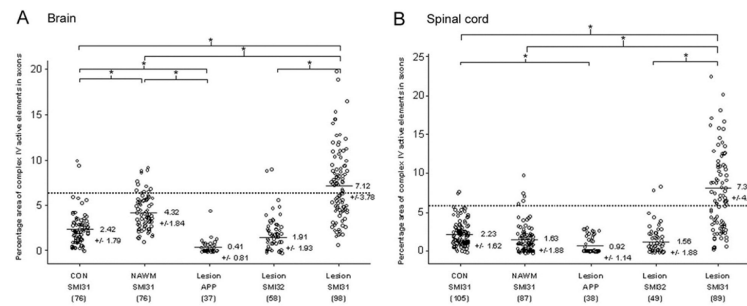 A Brain
Percentage area of complex IV active elements in axons
20
15
10
5
0
* * * * * *
2.42
+/- 1.79
4.32
+/-1.84
0.41
+/- 0.81
1.91
+/- 1.93
7.12
+/-3.78
CON NAWM Lesion Lesion Lesion
SMI31 SMI31 APP SMI32 SMI31
(76) (76) (37) (58) (98)
B Spinal cord
Percentage area of complex IV active elements in axons
25
20
15
10
5
0
* * * *
2.23
+/- 1.62
1.63
+/-1.88
0.92
+/- 1.14
1.56
+/- 1.88
7.3
+/-4.
CON NAWM Lesion Lesion Lesion
SMI31 SMI31 APP SMI32 SMI31
(105) (87) (38) (49) (89)